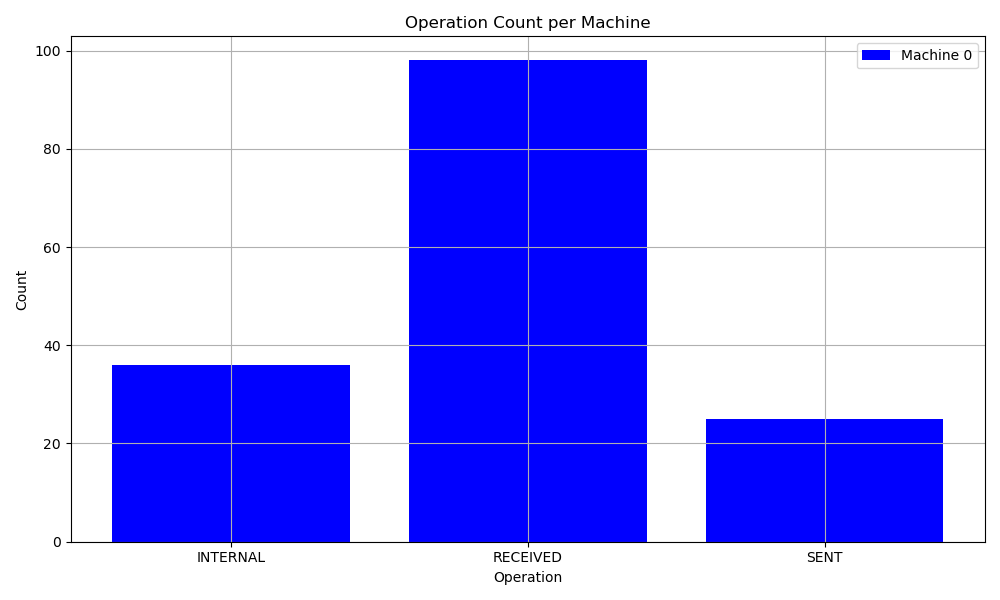 Operation Count per Machine
Machine 0
100
80
60
40
20
0
Count
INTERNAL RECEIVED SENT
Operation